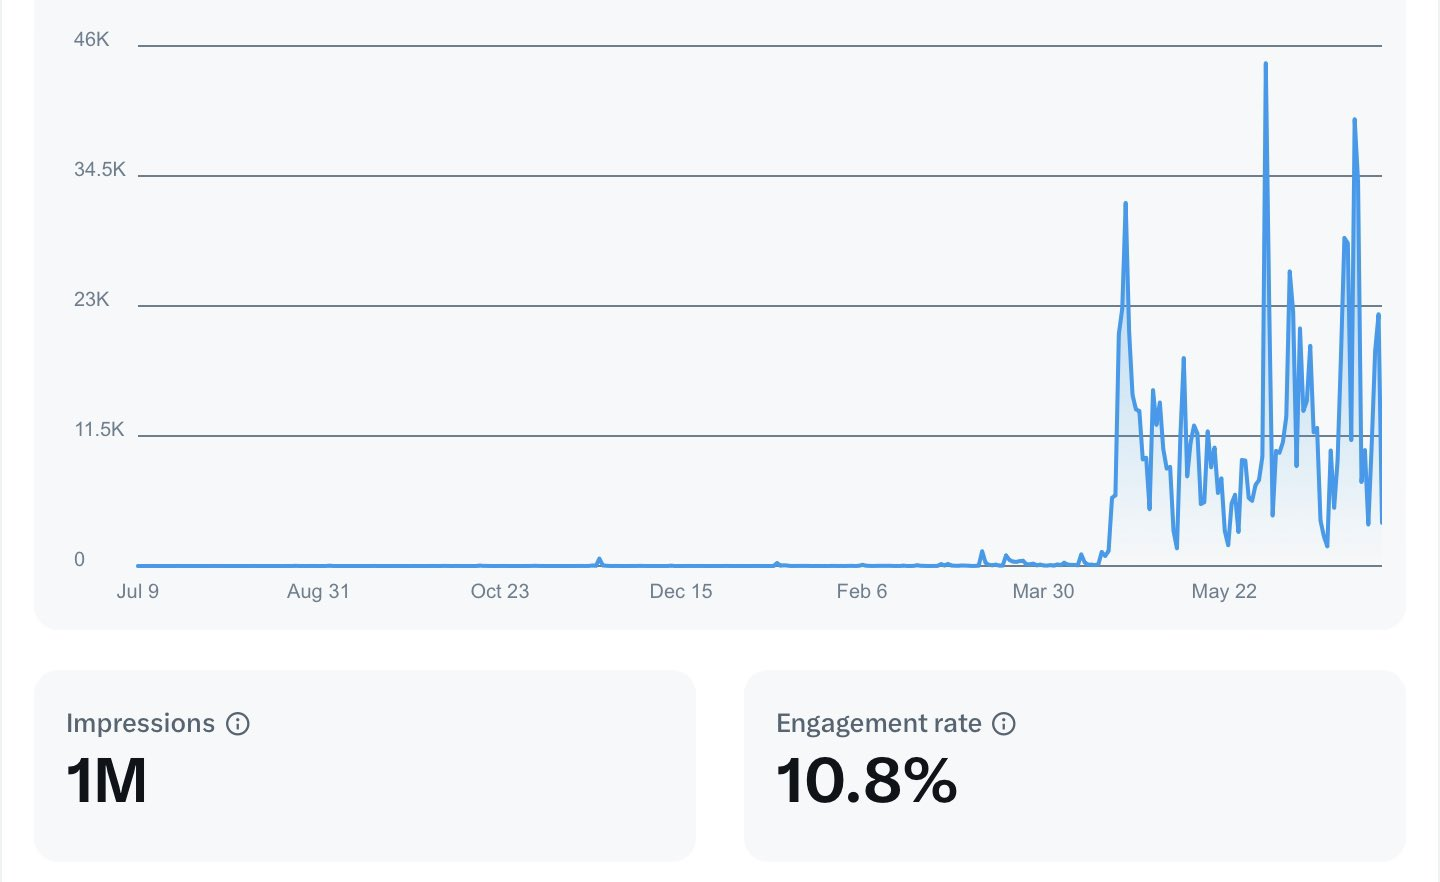 46K
34.5K
23K
11.5K
0
Jul 9 Aug 31 Oct 23 Dec 15 Feb 6 Mar 30 May 22
Impressions
1M
Engagement rate
10.8%